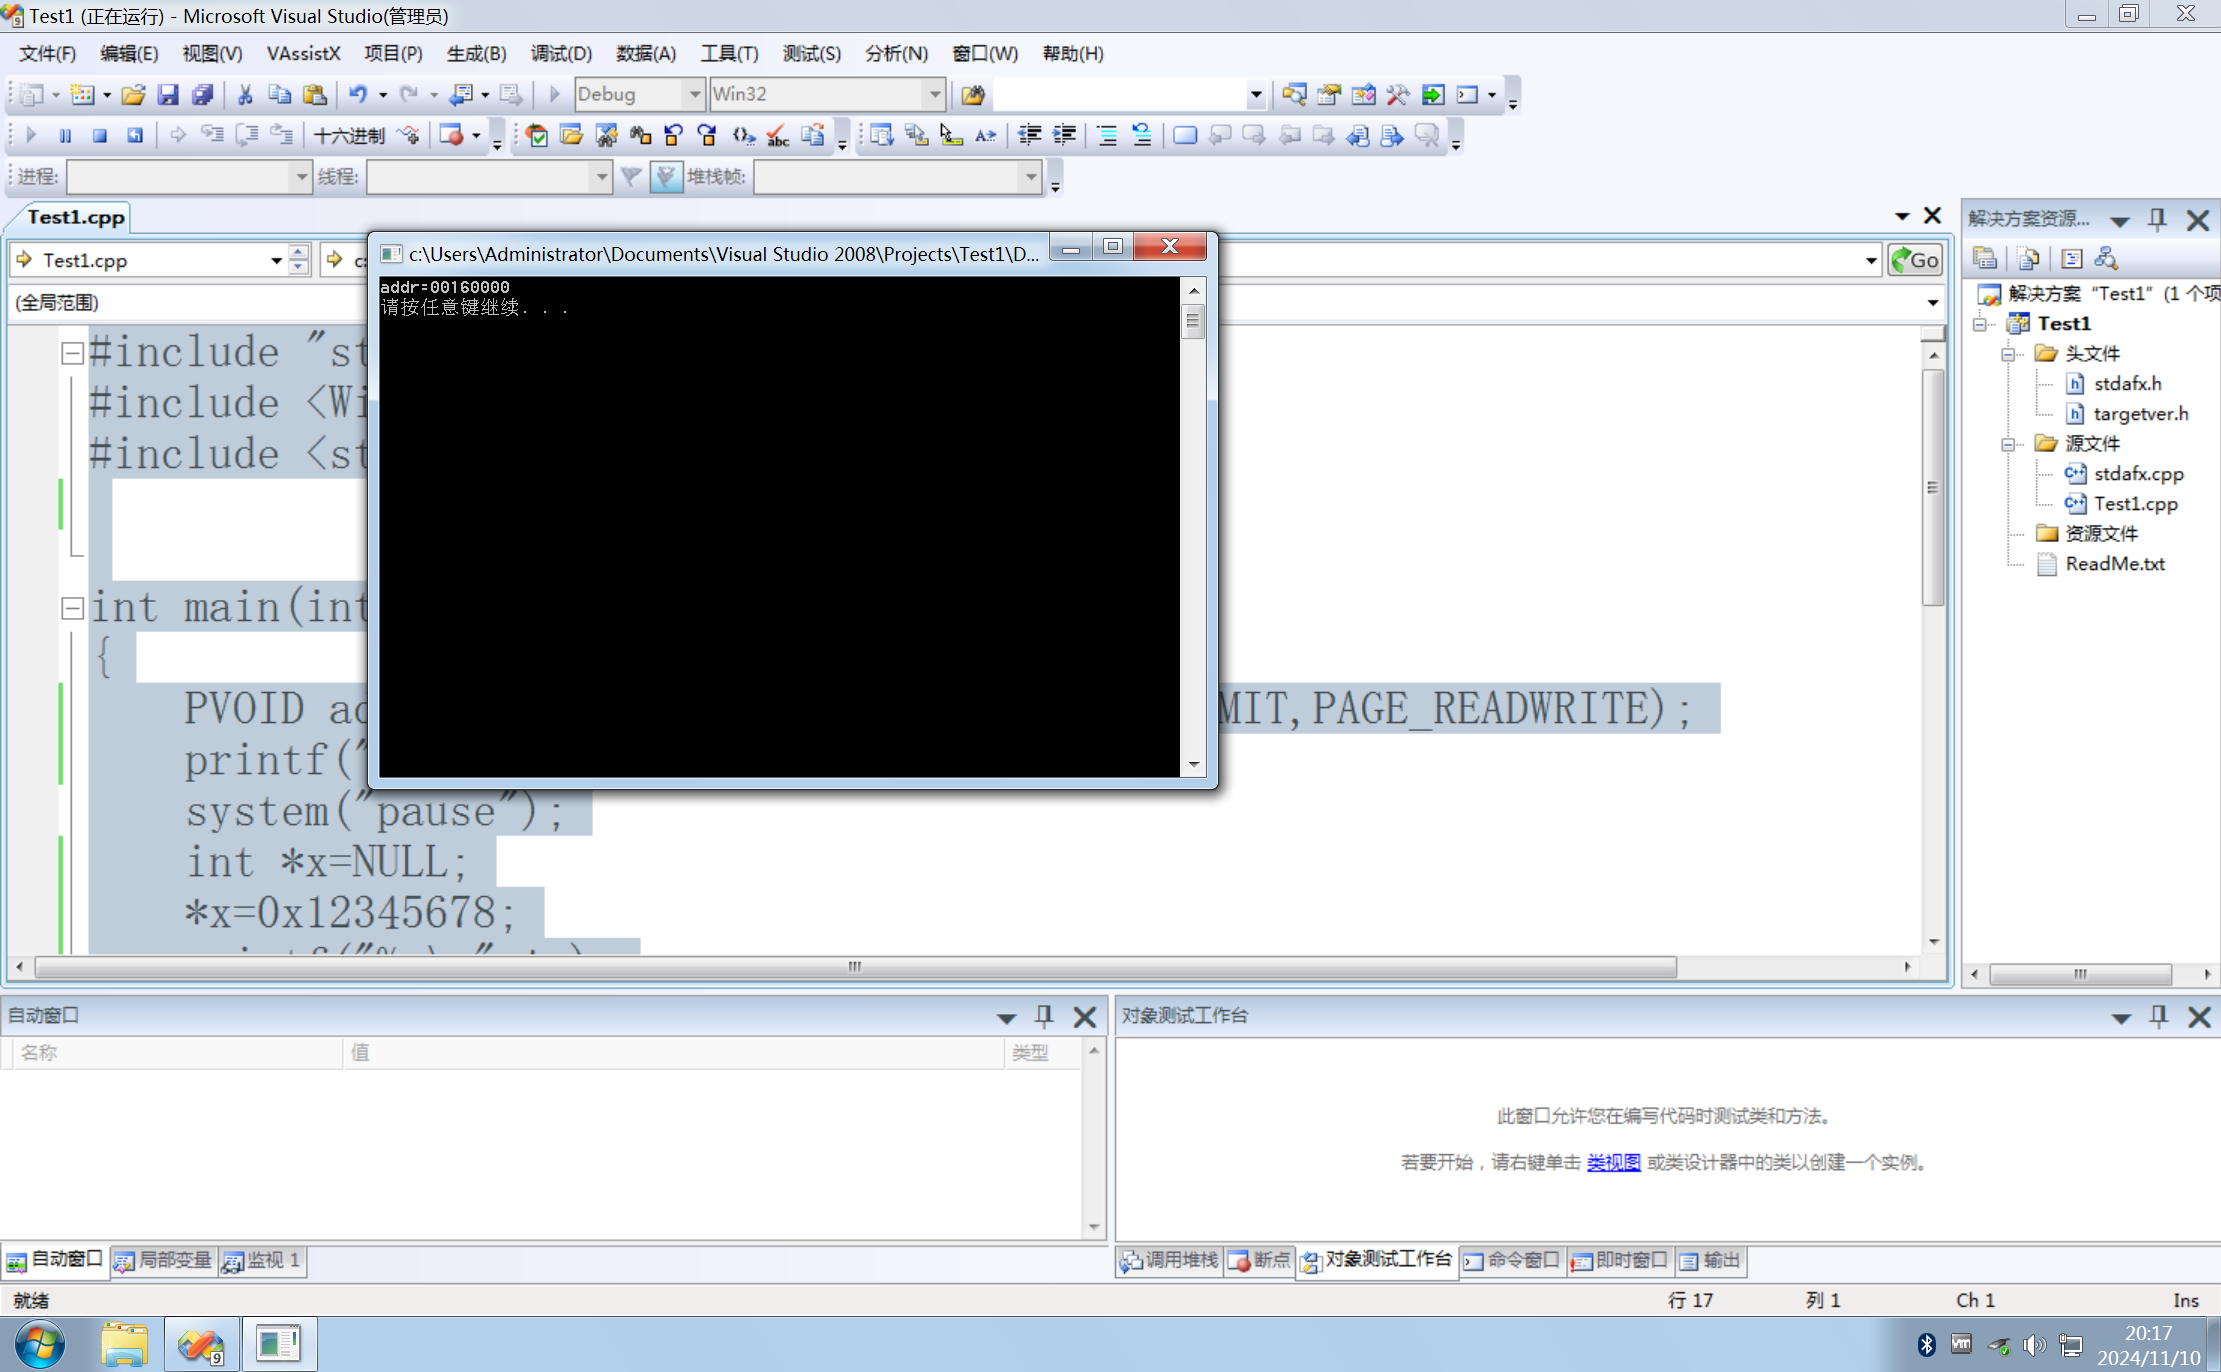 Test1 (正在运行) - Microsoft Visual Studio(管理员)
文件(F) 编辑(E) 视图(V) VAssistX 项目(P) 生成(B) 调试(D) 数据(A) 工具(T) 测试(S) 分析(N) 窗口(W) 帮助(H)
Debug Win32
十六进制
进程: 线程: 堆栈帧:
Test1.cpp
Test1.cpp
Go
(全局范围)
c:\Users\Administrator\Documents\Visual Studio 2008\Projects\Test1\D...
addr=00160000
请按任意键继续. . .
#include "st
#include <Wi
#include <st
int main(int
{
PVOID ad
MIT,PAGE_READWRITE);
printf("
system("pause");
int *x=NULL;
*x=0x12345678;
解决方案资源...
解决方案 "Test1" (1 个项
Test1
头文件
stdafx.h
targetver.h
源文件
stdafx.cpp
Test1.cpp
资源文件
ReadMe.txt
自动窗口
名称 值 类型
对象测试工作台
此窗口允许您在编写代码时测试类和方法。
若要开始，请右键单击 类视图 或类设计器中的类以创建一个实例。
自动窗口 局部变量 监视 1
调用堆栈 断点 对象测试工作台 命令窗口 即时窗口 输出
就绪 行 17 列 1 Ch 1 Ins
20:17
2024/11/10